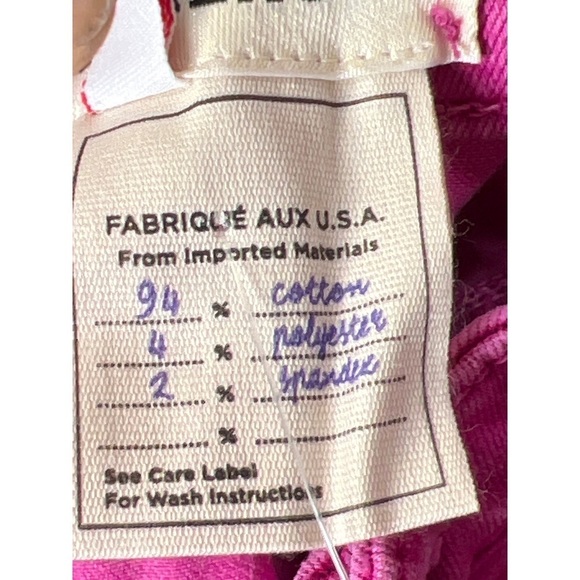 FABRIQUÉ AUX U.S.A.
From Imported Materials
94 % cotton
4 % polyester
2 % spandex
%
See Care Label
For Wash Instructions